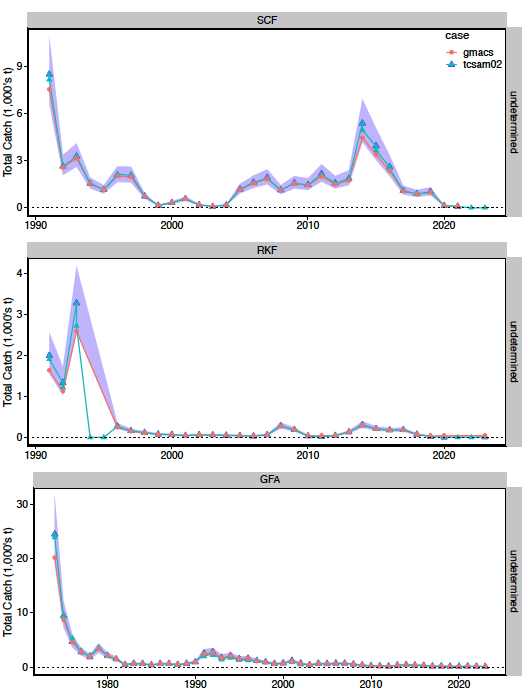 SCF
case
gmacs
tcsam02
9
6
3
0
Total Catch (1,000's t)
undetermined
1990
2000
2010
2020
RKF
4
3
2
1
0
Total Catch (1,000's t)
undetermined
1990
2000
2010
2020
GFA
30
20
10
0
Total Catch (1,000's t)
undetermined
1980
1990
2000
2010
2020